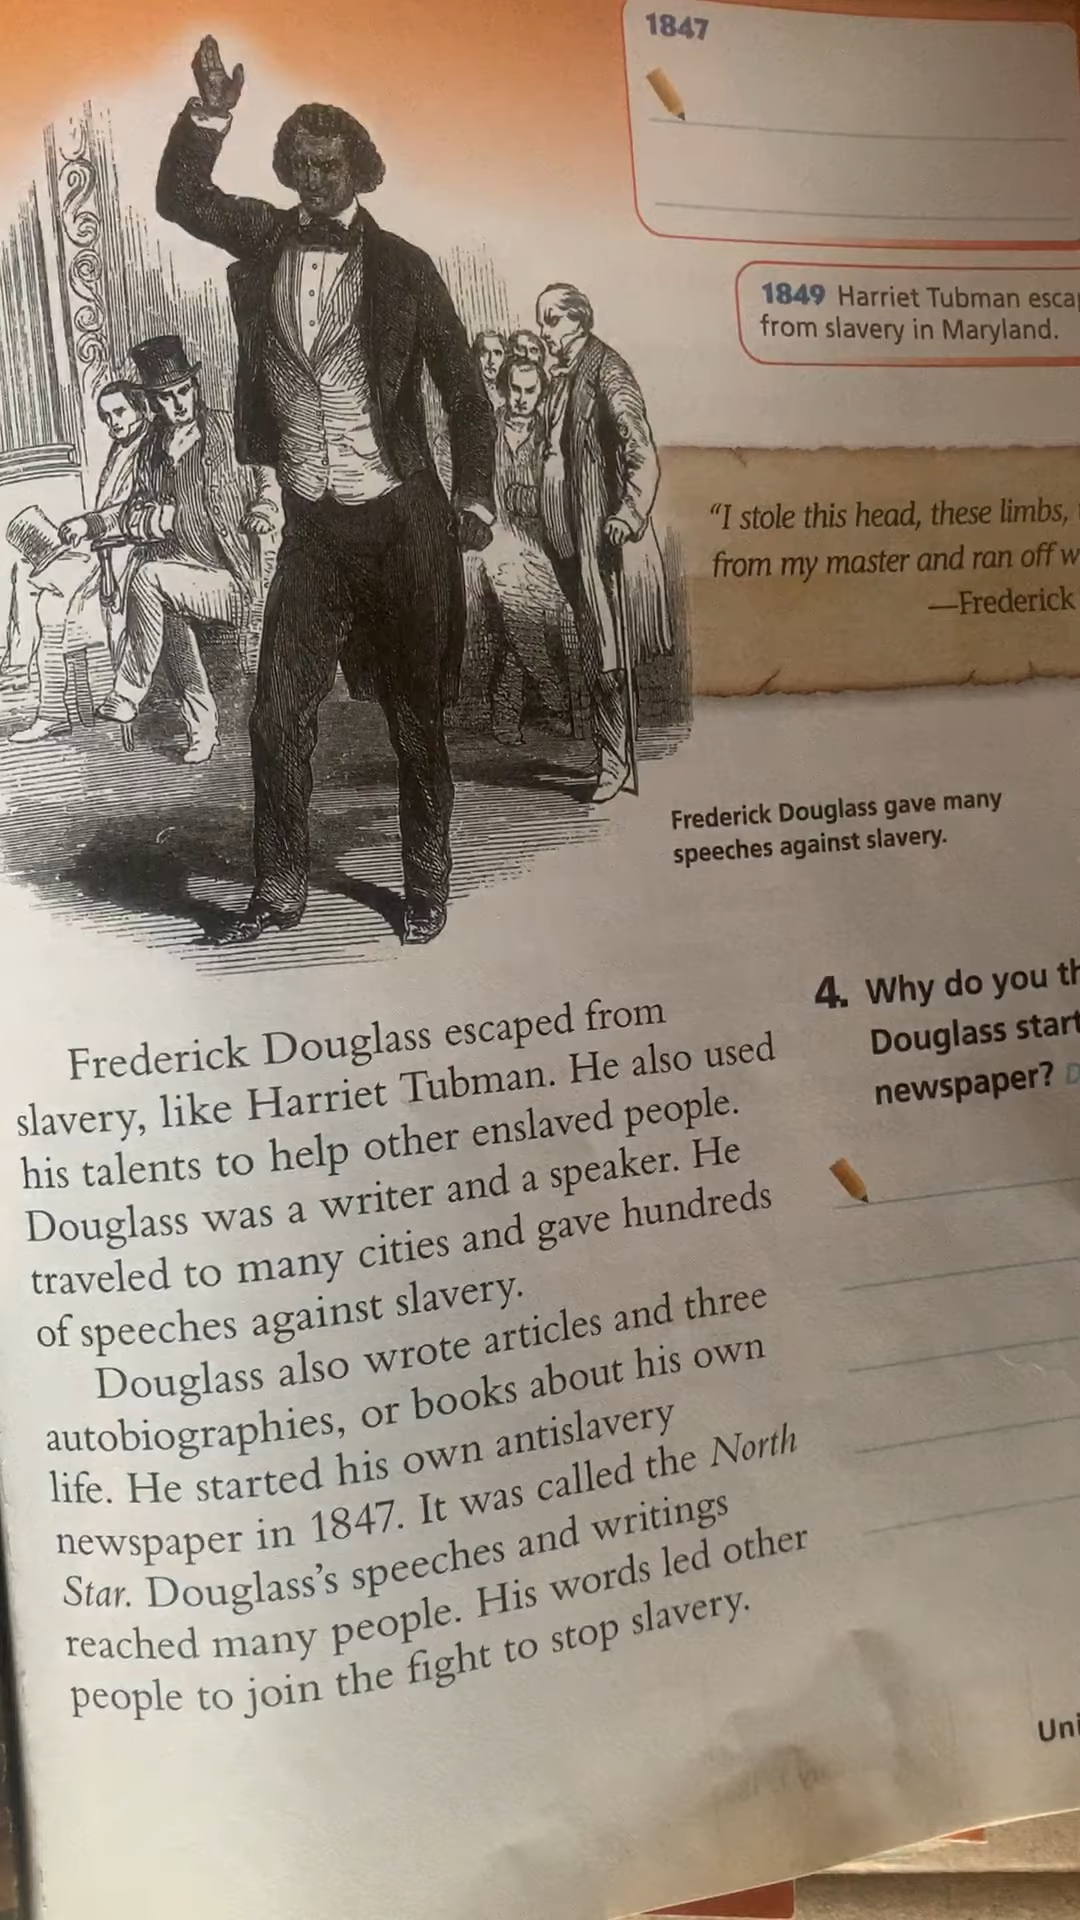 1847
1849 Harriet Tubman esca
from slavery in Maryland.
"I stole this head, these limbs,
from my master and ran off w
—Frederick
Frederick Douglass gave many
speeches against slavery.
Frederick Douglass escaped from
slavery, like Harriet Tubman. He also used
his talents to help other enslaved people.
Douglass was a writer and a speaker. He
traveled to many cities and gave hundreds
of speeches against slavery.
Douglass also wrote articles and three
autobiographies, or books about his own
life. He started his own antislavery
newspaper in 1847. It was called the North
Star. Douglass's speeches and writings
reached many people. His words led other
people to join the fight to stop slavery.
4. Why do you th
Douglass start
newspaper? D
Uni